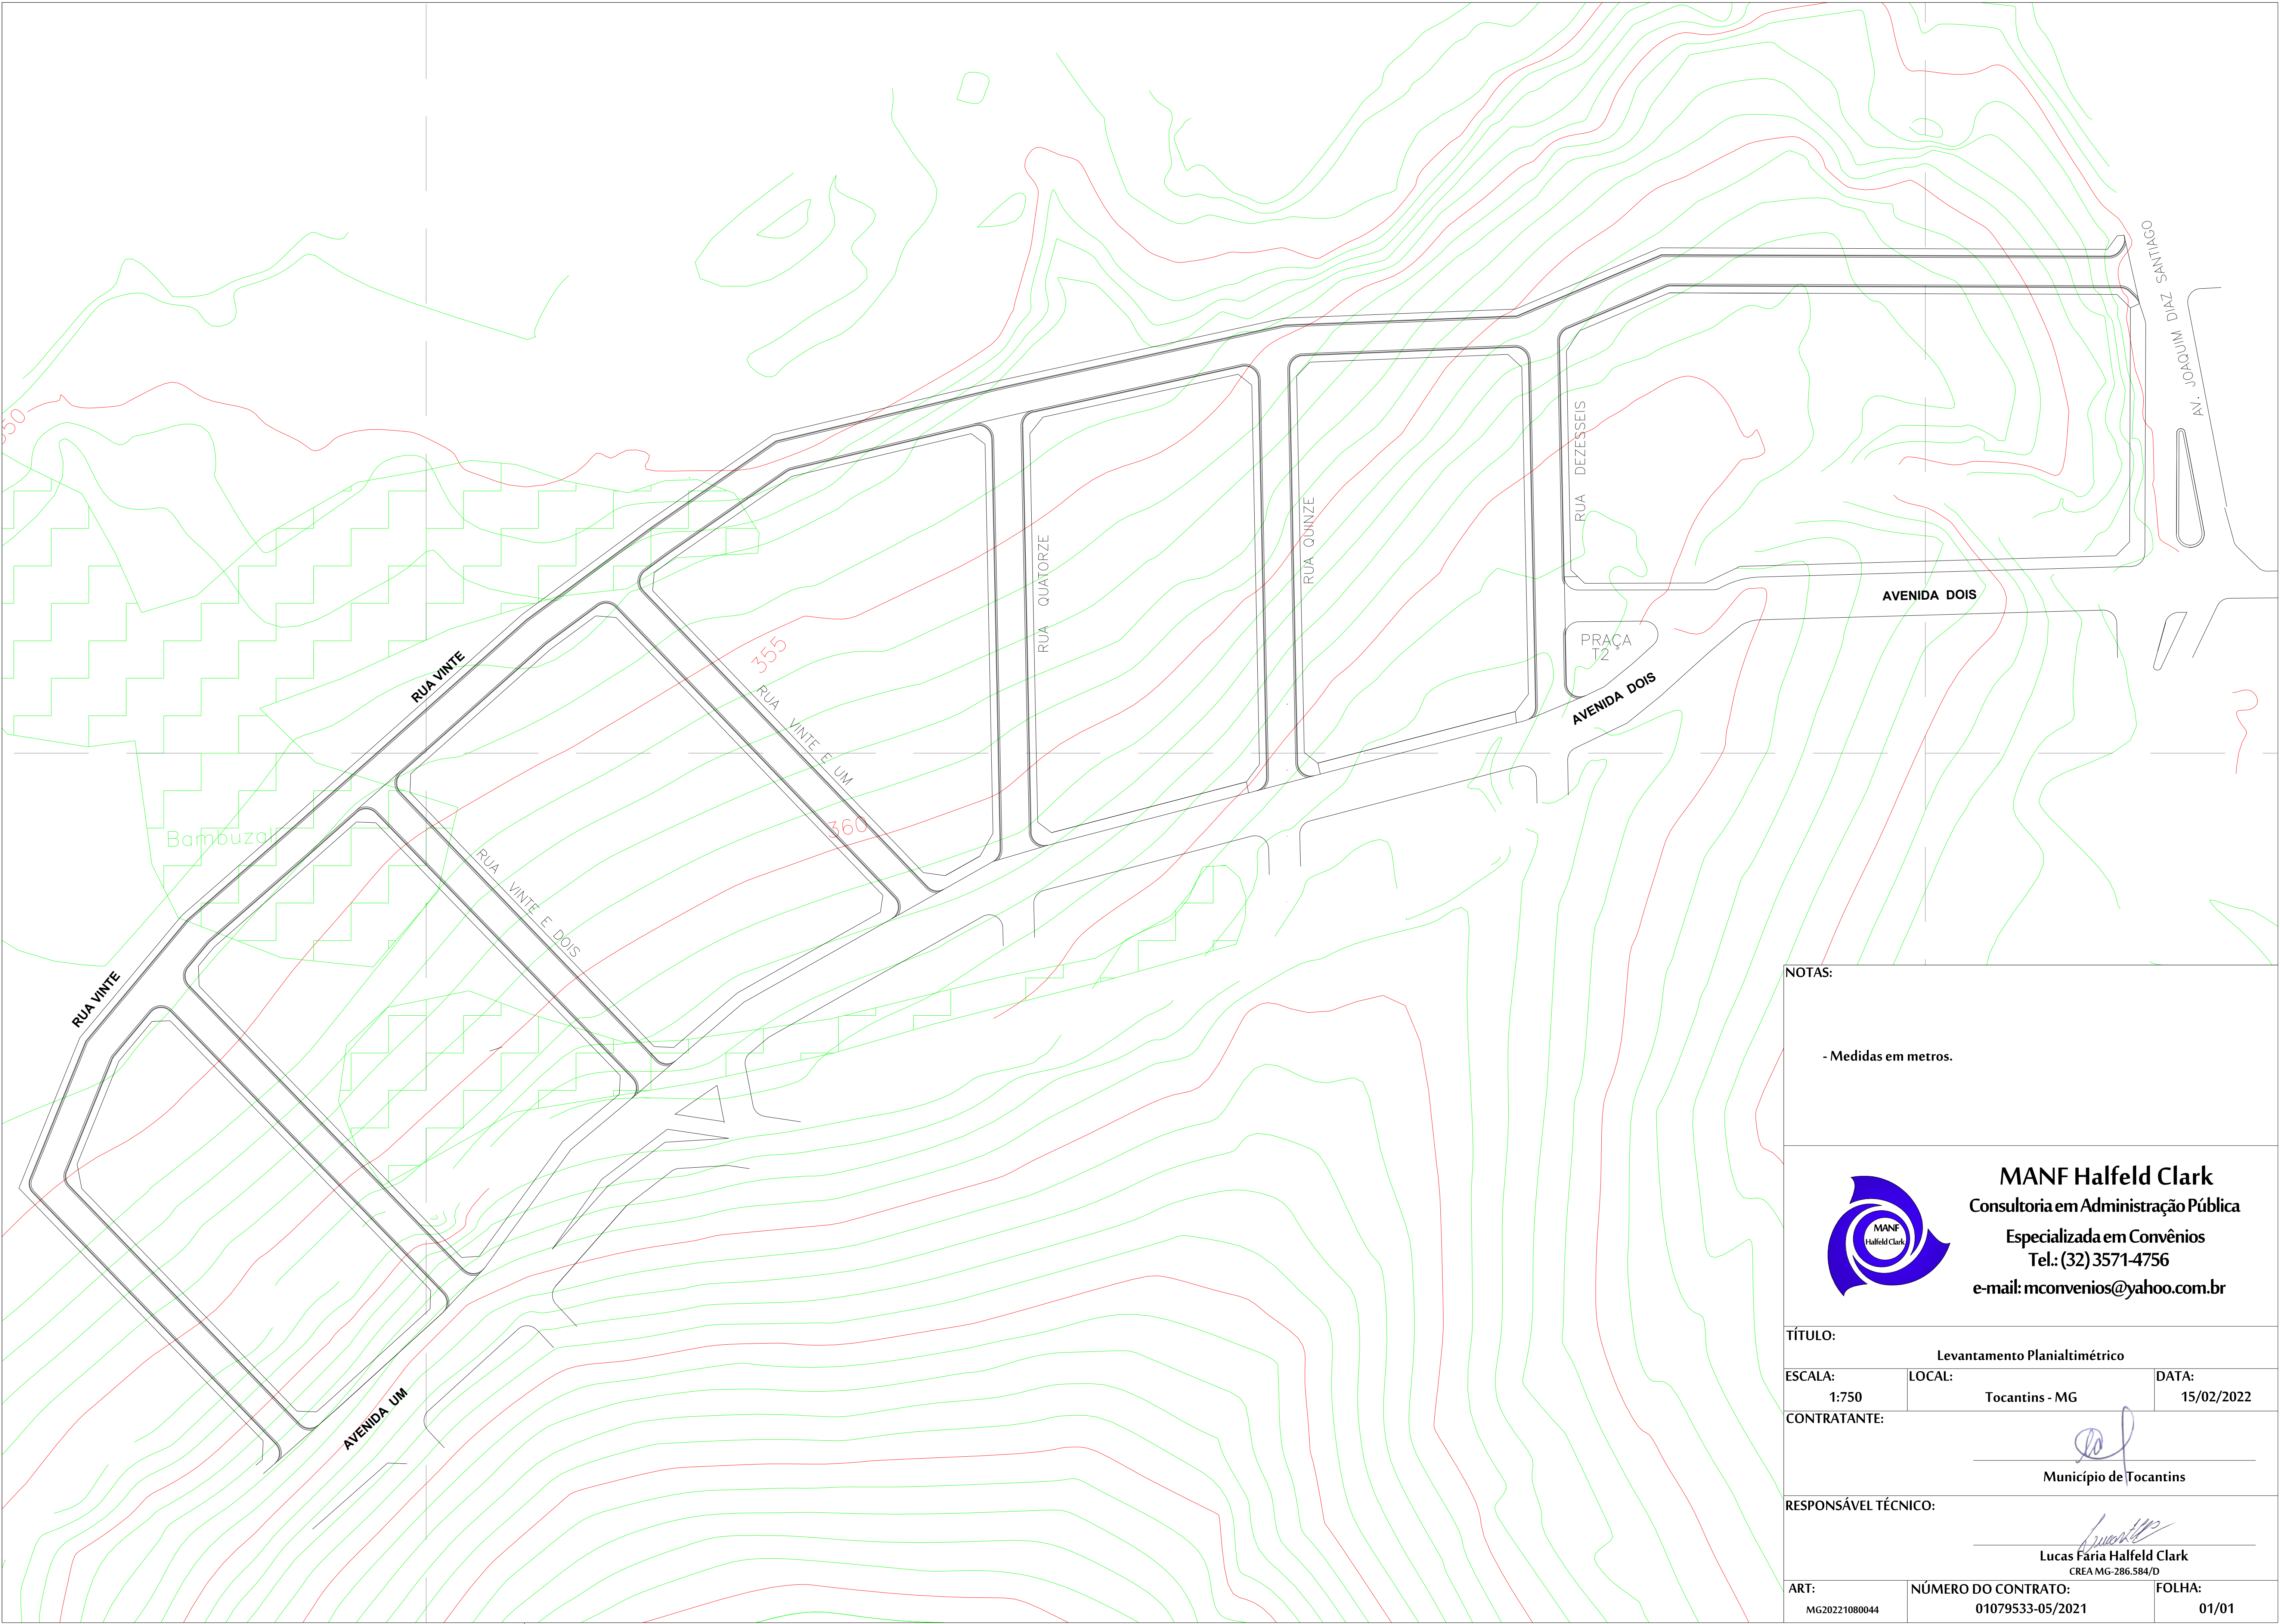 AV. JOAQUIM DIAZ SANTIAGO
RUA DEZESSEIS
RUA QUINZE
RUA QUATORZE
AVENIDA DOIS
PRAÇA
T2
AVENIDA DOIS
355
RUA VINTE E UM
360
RUA VINTE
Bambuzal
RUA VINTE E DOIS
RUA VINTE
AVENIDA UM
NOTAS:
- Medidas em metros.
MANF
Halfeld Clark
MANF Halfeld Clark
Consultoria em Administração Pública
Especializada em Convênios
Tel.: (32) 3571-4756
e-mail: mconvenios@yahoo.com.br
TÍTULO:
Levantamento Planialtimétrico
ESCALA:
1:750
LOCAL:
Tocantins - MG
DATA:
15/02/2022
CONTRATANTE:
Município de Tocantins
RESPONSÁVEL TÉCNICO:
Lucas Faria Halfeld Clark
CREA MG-286.584/D
ART:
MG20221080044
NÚMERO DO CONTRATO:
01079533-05/2021
FOLHA:
01/01